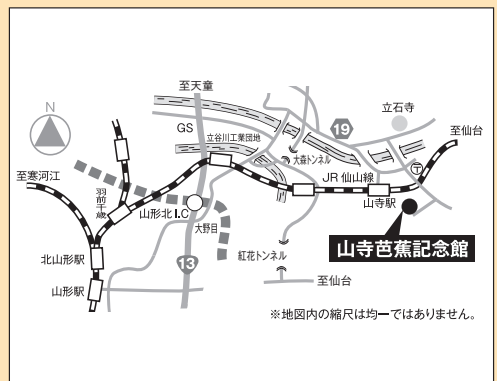 至天童
N
GS
立谷川工業団地
19
立石寺
至仙台
大森トンネル
〒
JR 仙山線
至寒河江
羽前千歳
山寺駅
山形北I.C
大野目
山寺芭蕉記念館
北山形駅
13
紅花トンネル
山形駅
至仙台
※地図内の縮尺は均一ではありません。